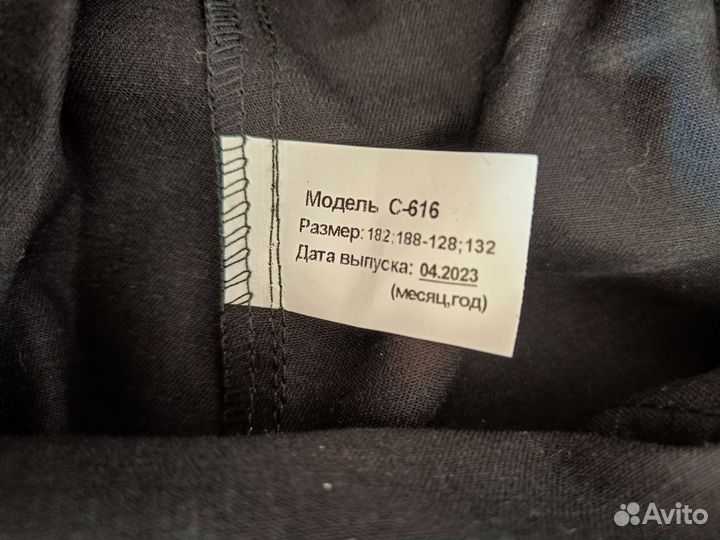 Модель С-616
Размер: 182;188-128;132
Дата выпуска: 04.2023
(месяц,год)
Avito